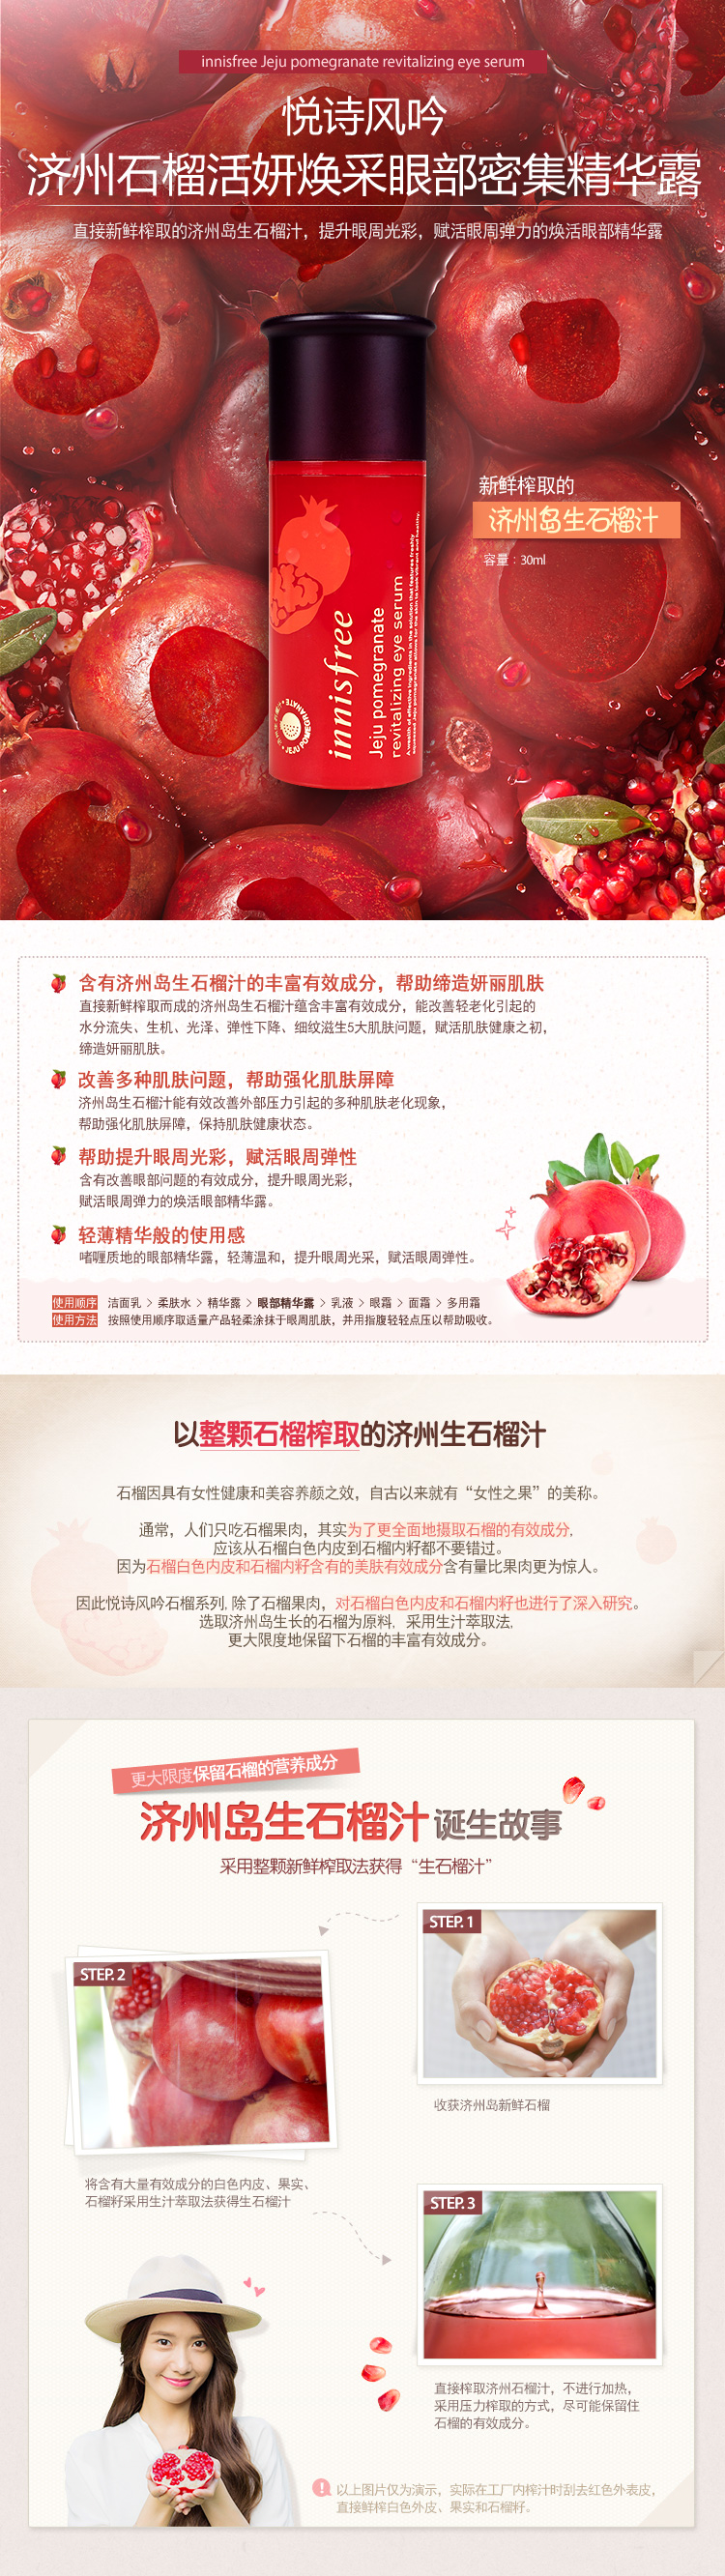 innisfree Jeju pomegranate revitalizing eye serum
悦诗风吟
济州石榴活妍焕采眼部密集精华露
直接新鲜榨取的济州岛生石榴汁，提升眼周光彩，赋活眼周弹力的焕活眼部精华露
新鲜榨取的
济州岛生石榴汁
容量：30ml
JEJU POMEGRANATE
innisfree
Jeju pomegranate
revitalizing eye serum
含有济州岛生石榴汁的丰富有效成分，帮助缔造妍丽肌肤
直接新鲜榨取而成的济州岛生石榴汁蕴含丰富有效成分，能改善轻老化引起的
水分流失、生机、光泽、弹性下降、细纹滋生5大肌肤问题，赋活肌肤健康之初，
缔造妍丽肌肤。
改善多种肌肤问题，帮助强化肌肤屏障
济州岛生石榴汁能有效改善外部压力引起的多种肌肤老化现象，
帮助强化肌肤屏障，保持肌肤健康状态。
帮助提升眼周光彩，赋活眼周弹性
含有改善眼部问题的有效成分，提升眼周光彩，
赋活眼周弹力的焕活眼部精华露。
轻薄精华般的使用感
啫喱质地的眼部精华露，轻薄温和，提升眼周光采，赋活眼周弹性。
使用顺序 洁面乳 > 柔肤水 > 精华露 > 眼部精华露 > 乳液 > 眼霜 > 面霜 > 多用霜
使用方法 按照使用顺序取适量产品轻柔涂抹于眼周肌肤，并用指腹轻轻点压以帮助吸收。
以整颗石榴榨取的济州生石榴汁
石榴因具有女性健康和美容养颜之效，自古以来就有“女性之果”的美称。
通常，人们只吃石榴果肉，其实为了更全面地摄取石榴的有效成分，
应该从石榴白色内皮到石榴内籽都不要错过。
因为石榴白色内皮和石榴内籽含有的美肤有效成分含有量比果肉更为惊人。
因此悦诗风吟石榴系列, 除了石榴果肉，对石榴白色内皮和石榴内籽也进行了深入研究。
选取济州岛生长的石榴为原料，采用生汁萃取法,
更大限度地保留下石榴的丰富有效成分。
更大限度保留石榴的营养成分
济州岛生石榴汁 诞生故事
采用整颗新鲜榨取法获得“生石榴汁”
STEP. 1
收获济州岛新鲜石榴
STEP. 2
将含有大量有效成分的白色内皮、果实、
石榴籽采用生汁萃取法获得生石榴汁
STEP. 3
直接榨取济州石榴汁，不进行加热，
采用压力榨取的方式，尽可能保留住
石榴的有效成分。
以上图片仅为演示，实际在工厂内榨汁时刮去红色外表皮，
直接鲜榨白色外皮、果实和石榴籽。